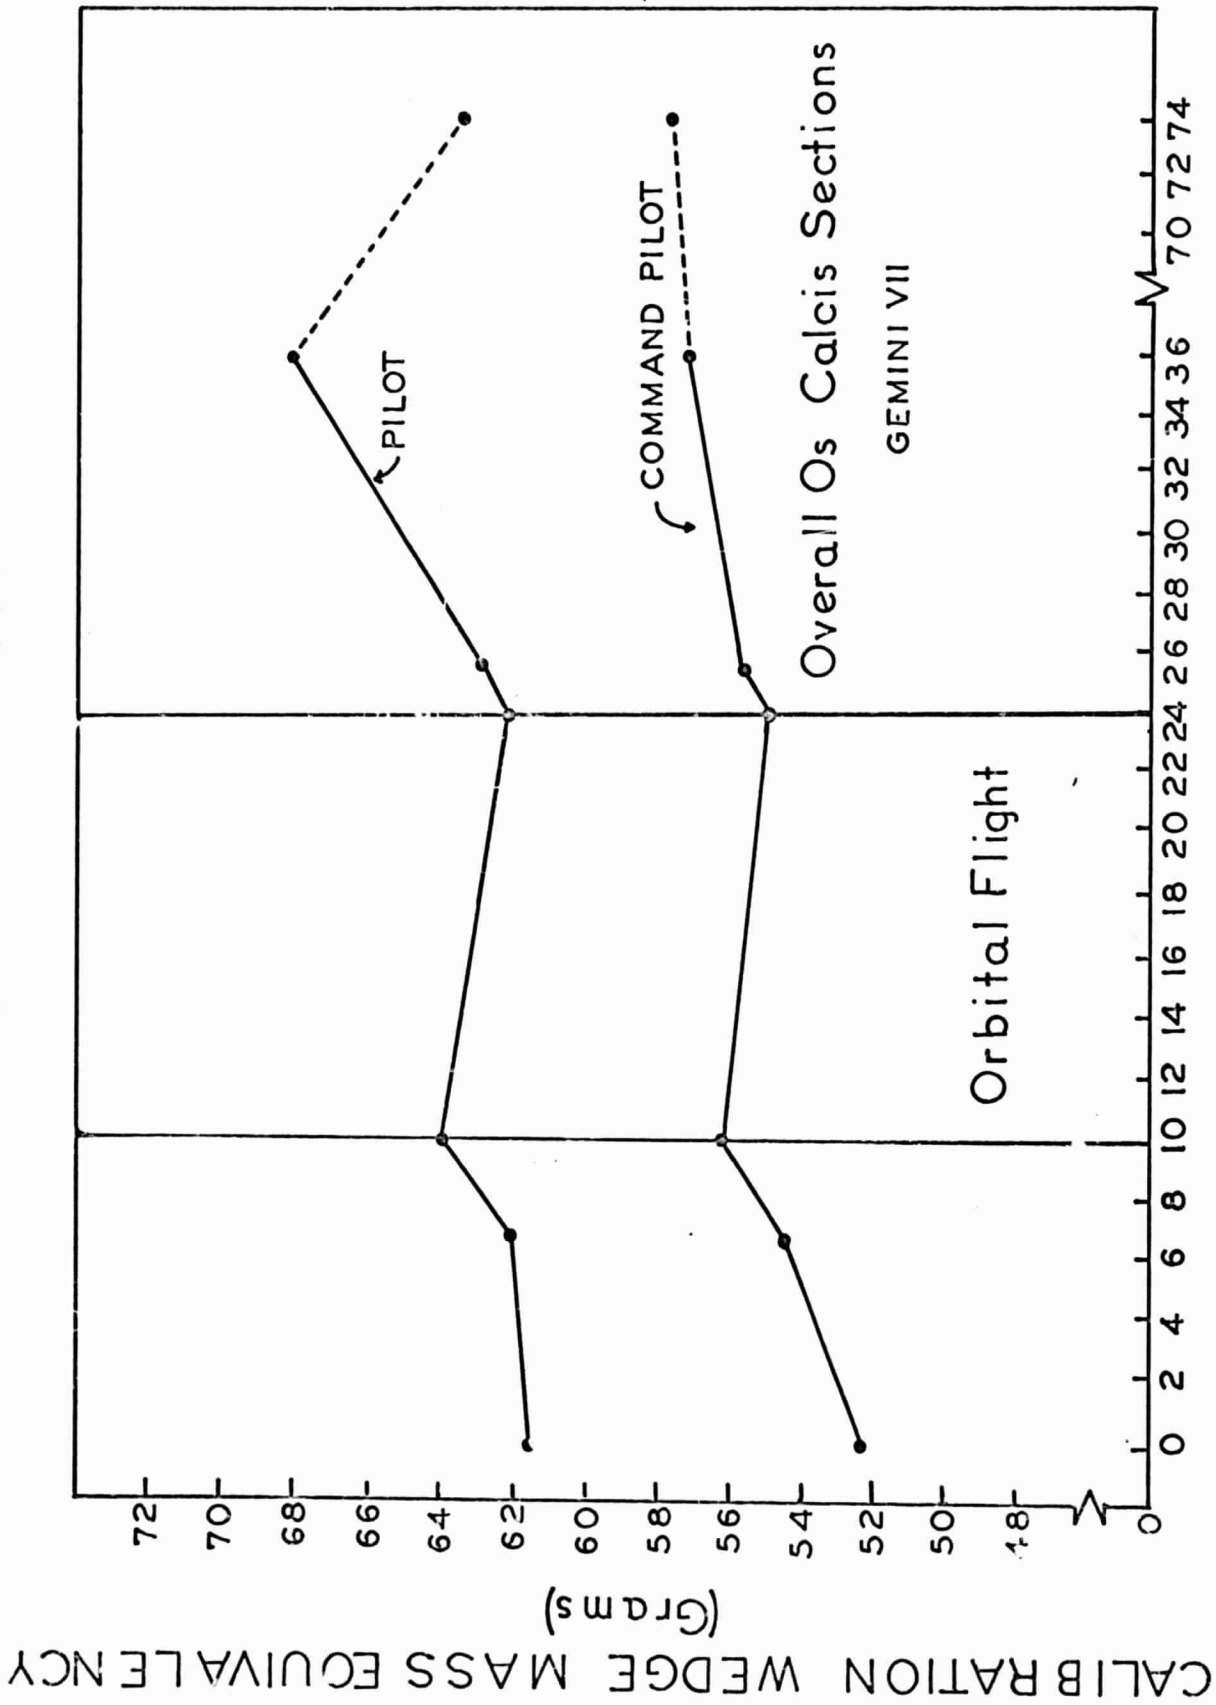 CALIBRATION WEDGE MASS EQUIVALENCY
(Grams)
72
70
68
66
64
62
60
58
56
54
52
50
48
0
PILOT
COMMAND PILOT
Overall Os Calcis Sections
GEMINI VII
Orbital Flight
0 2 4 6 8 10 12 14 16 18 20 22 24 26 28 30 32 34 36 70 72 74